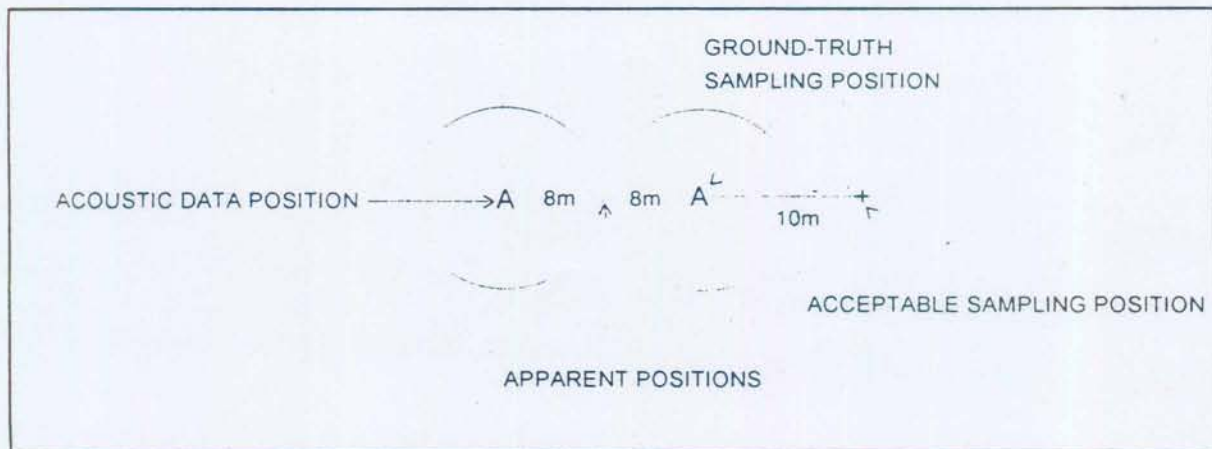 GROUND-TRUTH
SAMPLING POSITION
ACOUSTIC DATA POSITION A 8m 8m A +
10m
ACCEPTABLE SAMPLING POSITION
APPARENT POSITIONS